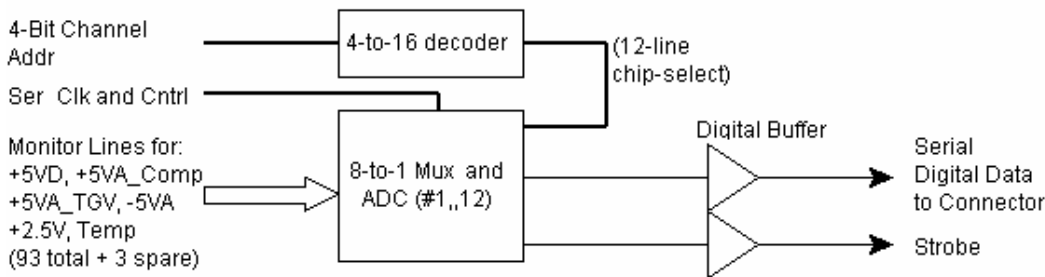 4-Bit Channel
Addr
4-to-16 decoder
(12-line
chip-select)
Ser Clk and Cntrl
Monitor Lines for:
+5VD, +5VA_Comp
+5VA_TGV, -5VA
+2.5V, Temp
(93 total + 3 spare)
8-to-1 Mux and
ADC (#1,,12)
Digital Buffer
Serial
Digital Data
to Connector
Strobe